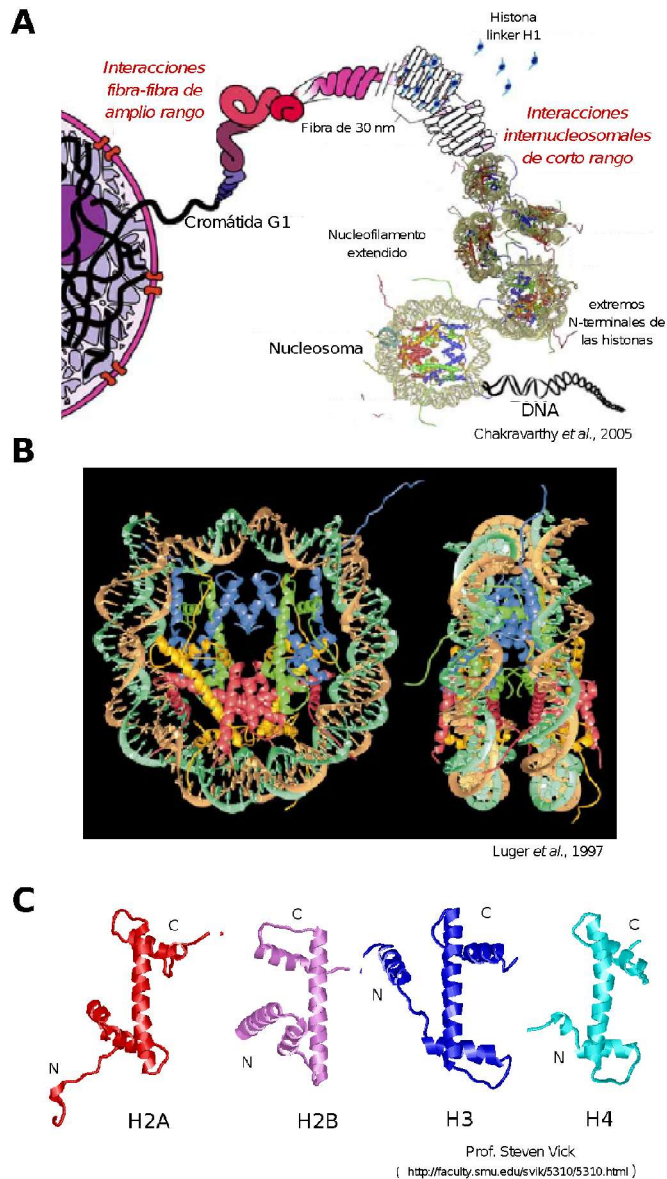 A
Histona
linker H1
Interacciones
fibra-fibra de
amplio rango
Fibra de 30 nm
Interacciones
internucleosomales
de corto rango
Cromátida G1
Nucleofilamento
extendido
extremos
N-terminales de
las histonas
Nucleosoma
DNA
Chakravarthy et al., 2005
B
Luger et al., 1997
C
C
N
H2A
C
N
H2B
C
N
H3
C
N
H4
Prof. Steven Vick
( http://faculty.smu.edu/svik/5310/5310.html )